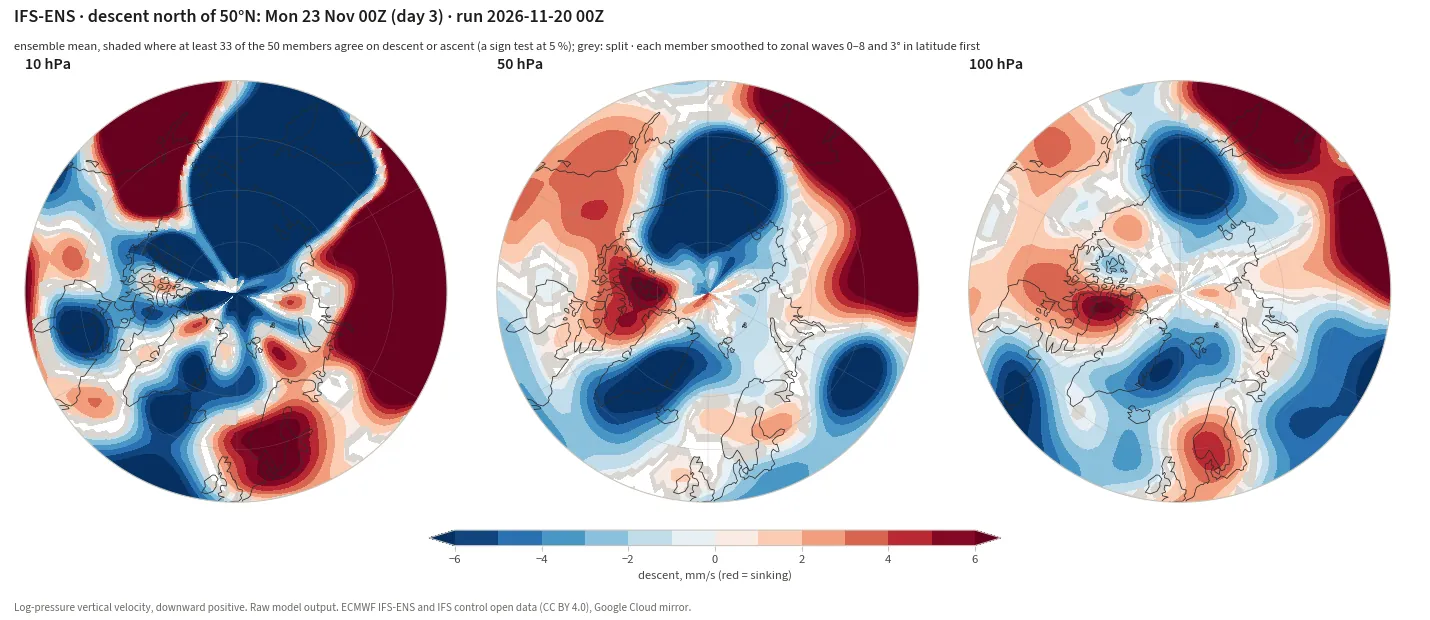 IFS-ENS · descent north of 50°N: Mon 23 Nov 00Z (day 3) · run 2026-11-20 00Z
ensemble mean, shaded where at least 33 of the 50 members agree on descent or ascent (a sign test at 5 %); grey: split · each member smoothed to zonal waves 0–8 and 3° in latitude first
10 hPa
50 hPa
100 hPa
−6 −4 −2 0 2 4 6
descent, mm/s (red = sinking)
Log-pressure vertical velocity, downward positive. Raw model output. ECMWF IFS-ENS and IFS control open data (CC BY 4.0), Google Cloud mirror.